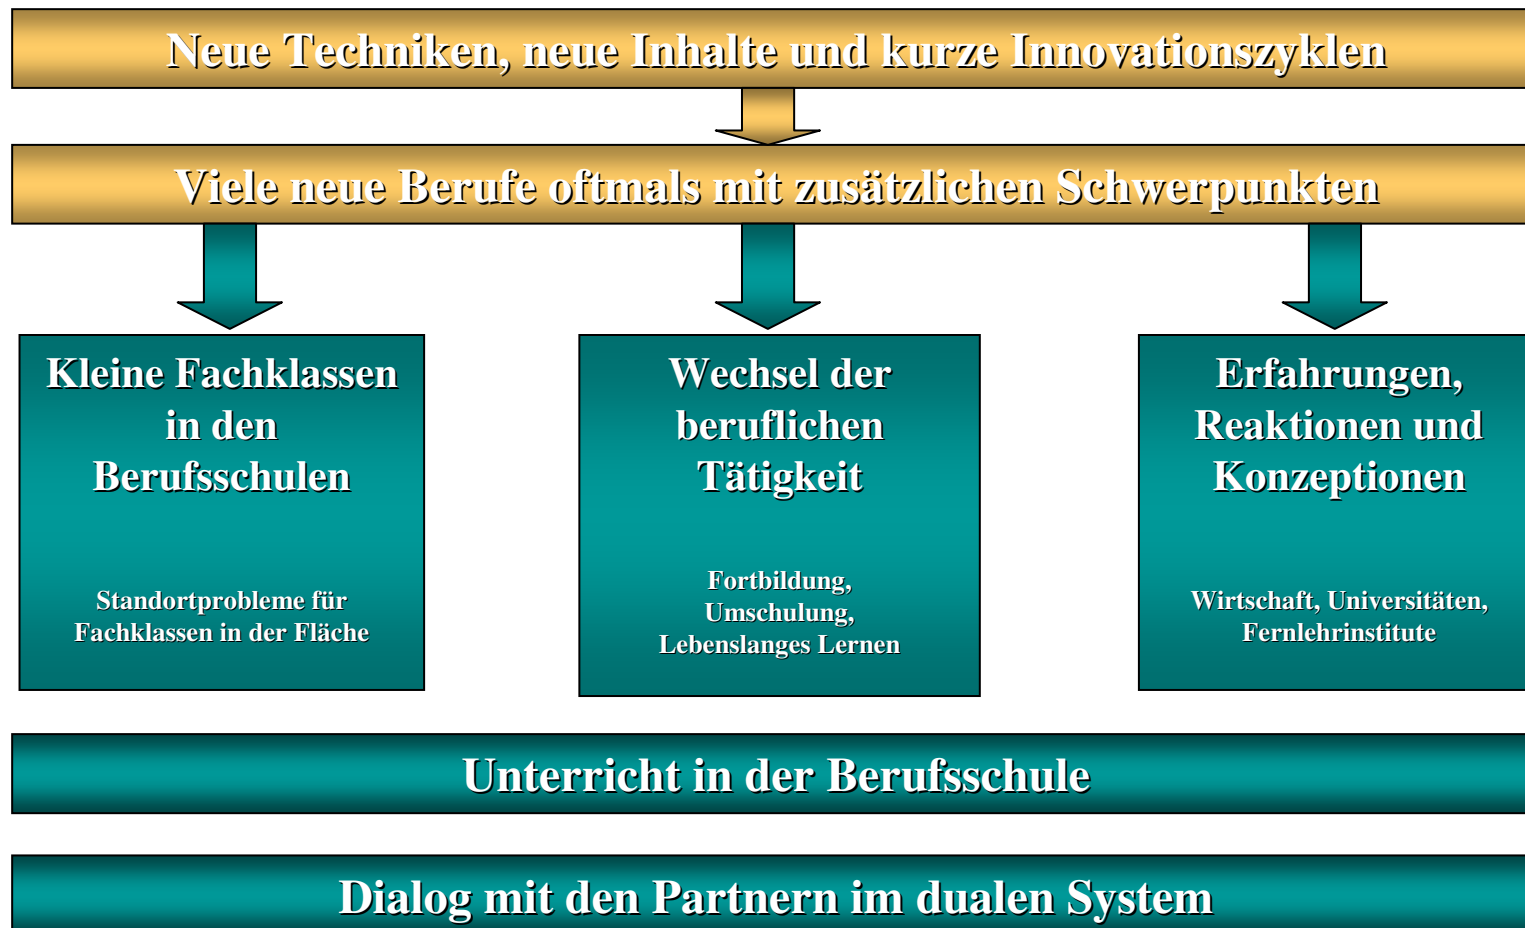 Neue Techniken, neue Inhalte und kurze Innovationszyklen
Viele neue Berufe oftmals mit zusätzlichen Schwerpunkten
Kleine Fachklassen
in den
Berufsschulen
Standortprobleme für
Fachklassen in der Fläche
Wechsel der
beruflichen
Tätigkeit
Fortbildung,
Umschulung,
Lebenslanges Lernen
Erfahrungen,
Reaktionen und
Konzeptionen
Wirtschaft, Universitäten,
Fernlehrinstitute
Unterricht in der Berufsschule
Dialog mit den Partnern im dualen System